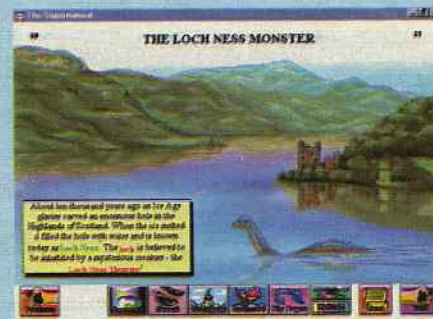 The Supernatural
THE LOCH NESS MONSTER
About ten thousand years ago an Ice Age
glacier carved an enormous hole in the
Highlands of Scotland. When the ice melted
it filled the hole with water and is known
today as Loch Ness. The loch is believed to
be inhabited by a mysterious creature - the
Loch Ness Monster!